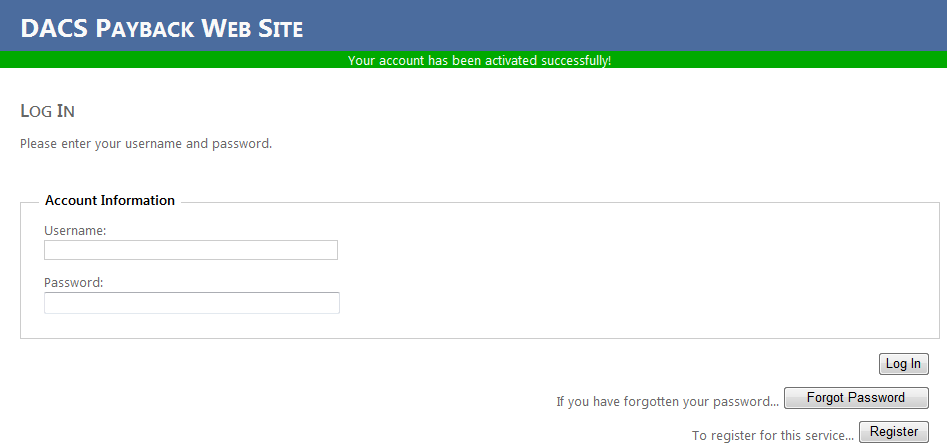 DACS Payback Web Site
Your account has been activated successfully!
Log In
Please enter your username and password.
Account Information
Username:
Password:
Log In
If you have forgotten your password... Forgot Password
To register for this service... Register